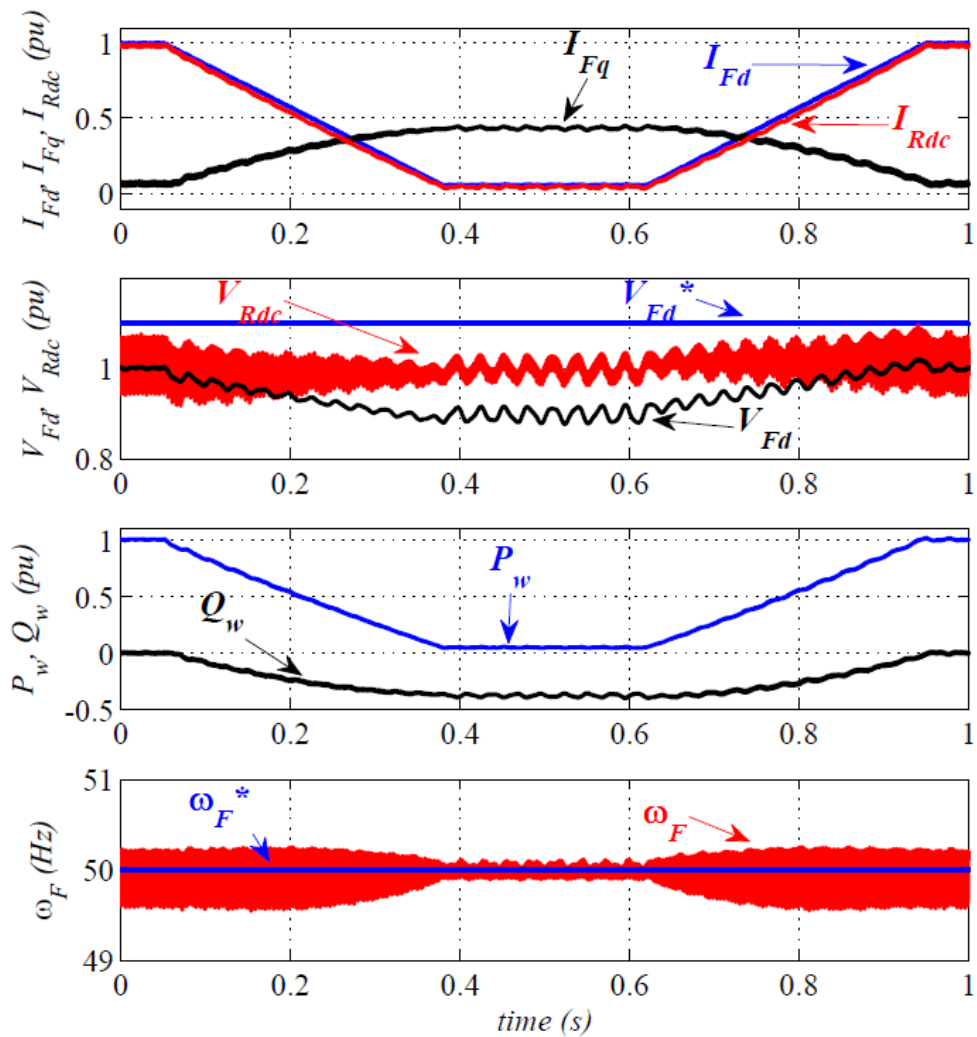 I_Fd, I_Fq, I_Rdc (pu)
1
0.5
0
I_Fq
I_Fd
I_Rdc
0 0.2 0.4 0.6 0.8 1
V_Fd, V_Rdc (pu)
1
0.8
V_Rdc
V_Fd*
V_Fd
0 0.2 0.4 0.6 0.8 1
P_w, Q_w (pu)
1
0.5
0
-0.5
P_w
Q_w
0 0.2 0.4 0.6 0.8 1
ω_F (Hz)
51
50
49
ω_F*
ω_F
0 0.2 0.4 0.6 0.8 1
time (s)